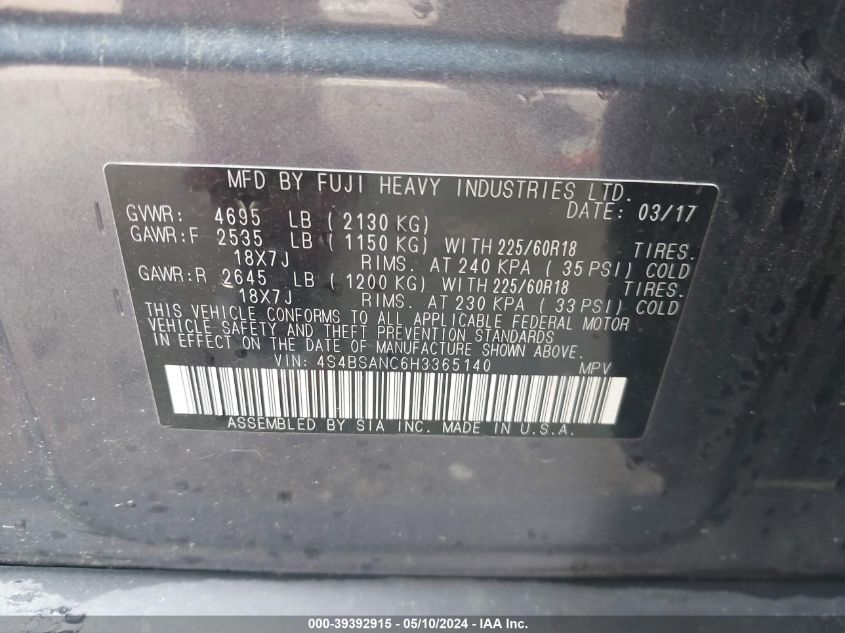 MFD BY FUJI HEAVY INDUSTRIES LTD.
GVWR: 4695 LB ( 2130 KG) DATE: 03/17
GAWR:F 2535 LB ( 1150 KG) WITH 225/60R18 TIRES.
18X7J RIMS. AT 240 KPA ( 35 PSI) COLD
GAWR:R 2645 LB ( 1200 KG) WITH 225/60R18 TIRES.
18X7J RIMS. AT 230 KPA ( 33 PSI) COLD
THIS VEHICLE CONFORMS TO ALL APPLICABLE FEDERAL MOTOR
VEHICLE SAFETY AND THEFT PREVENTION STANDARDS
IN EFFECT ON THE DATE OF MANUFACTURE SHOWN ABOVE.
VIN: 4S4BSANC6H3365140 MPV
ASSEMBLED BY SIA INC. MADE IN U.S.A.
000-39392915 - 05/10/2024 - IAA Inc.